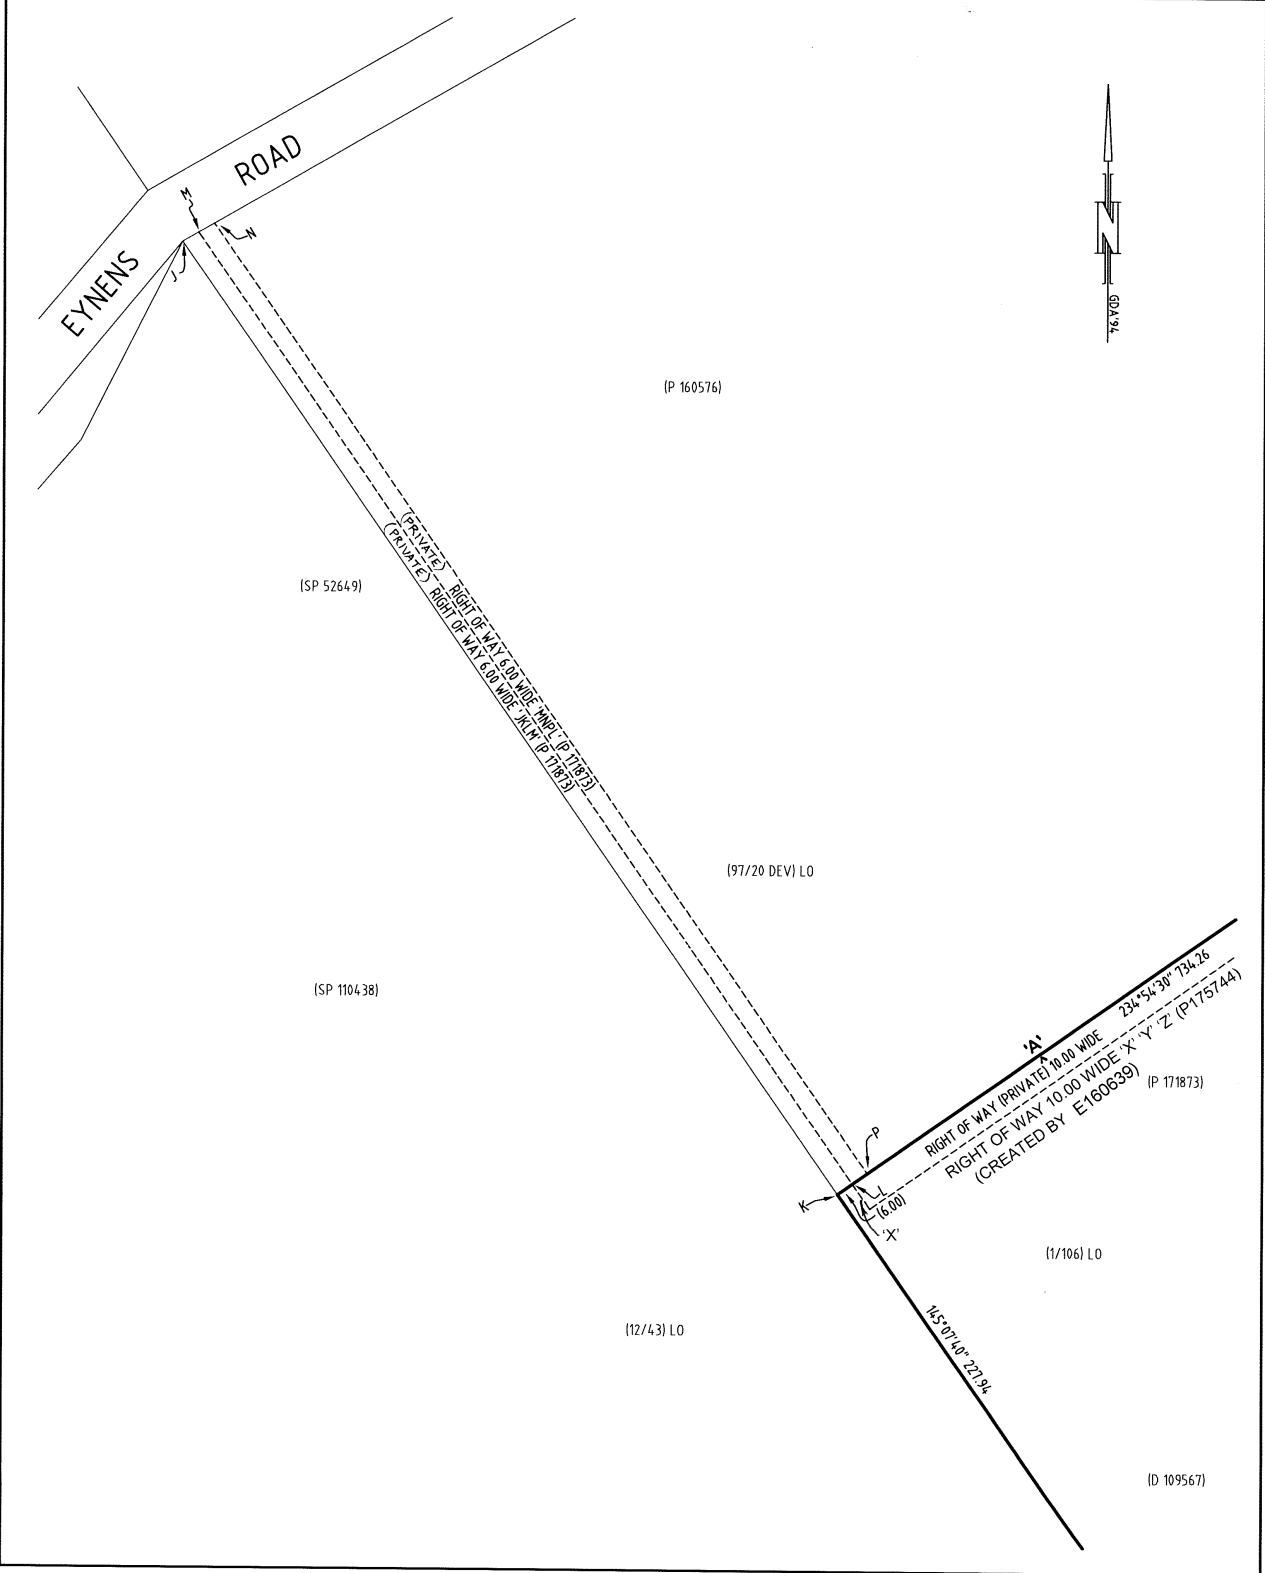 ROAD
M
N
J
EYNENS
N
GDA'94
(P 160576)
(SP 52649)
(PRIVATE) RIGHT OF WAY 6.00 WIDE 'MNPL' (P 171873)
(PRIVATE) RIGHT OF WAY 6.00 WIDE 'JKLM' (P 171873)
(97/20 DEV) LO
(SP 110438)
234°54'30" 734.26
'A'
RIGHT OF WAY (PRIVATE) 10.00 WIDE
RIGHT OF WAY 10.00 WIDE 'X' 'Y' 'Z' (P175744)
(CREATED BY E160639)
(P 171873)
P
K
L
(6.00)
'X'
(1/106) LO
(12/43) LO
145°07'40" 227.94
(D 109567)